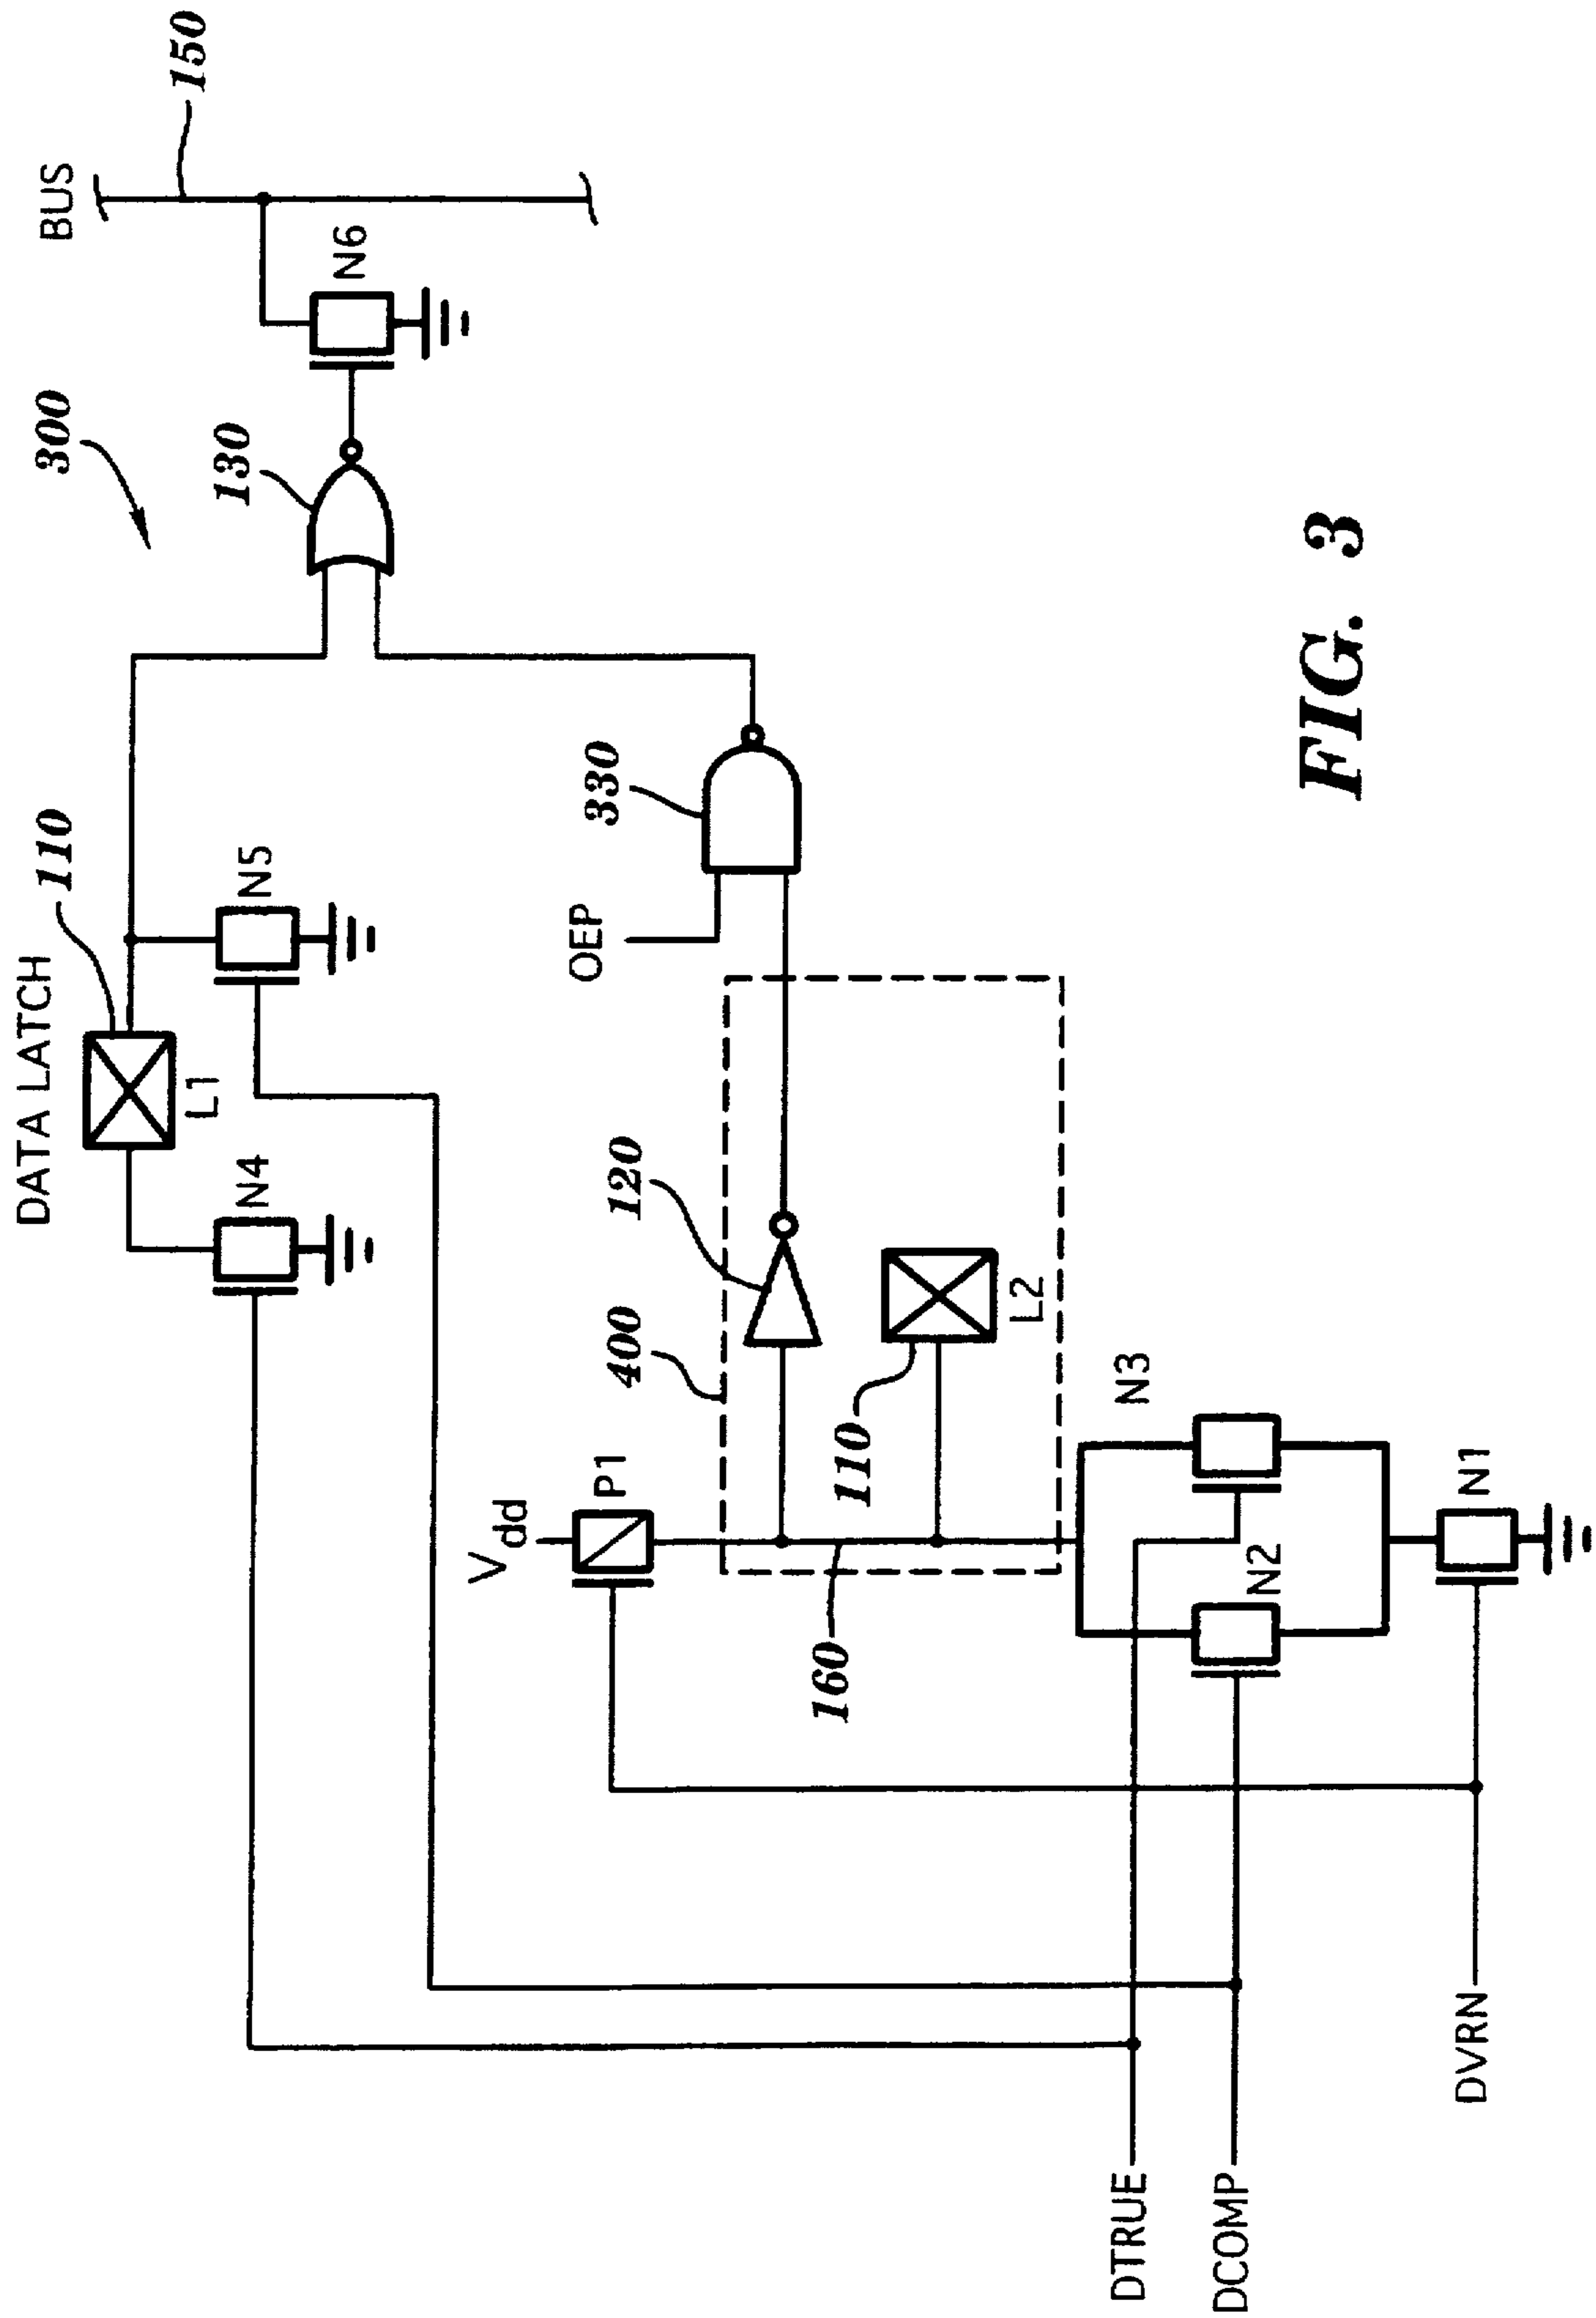 BUS
150
300
N6
130
DATA LATCH
110
L1
N5
N4
OEP
330
120
400
Vdd
P1
110
L2
160
N3
N2
N1
DTRUE
DCOMP
DVRN
FIG. 3